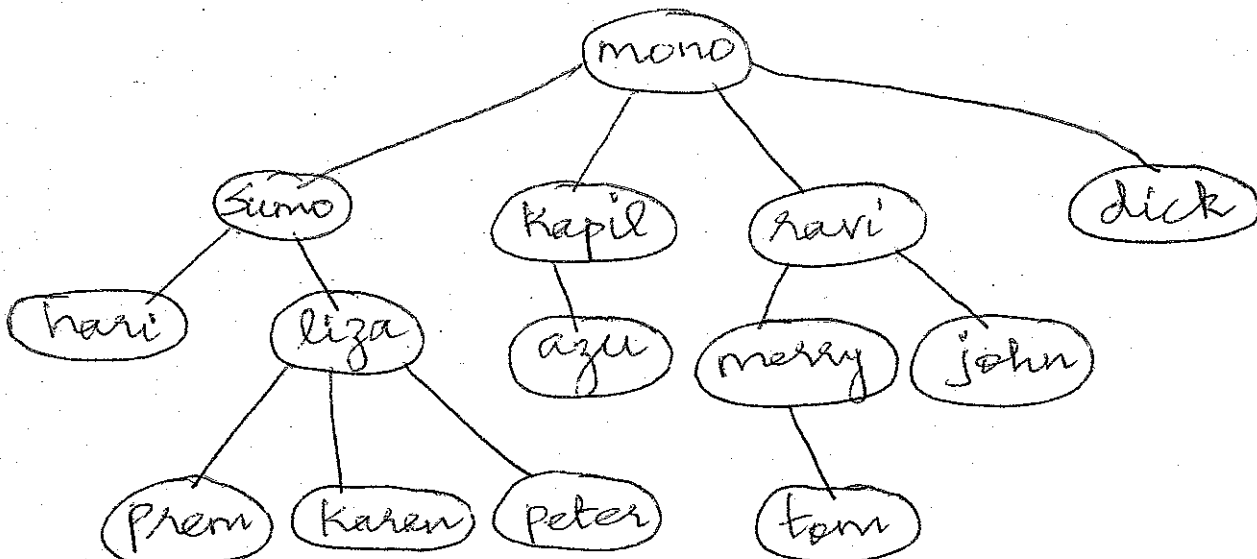 mono
sumo kapil ravi dick
hari liza azu merry john
prem karen peter tom